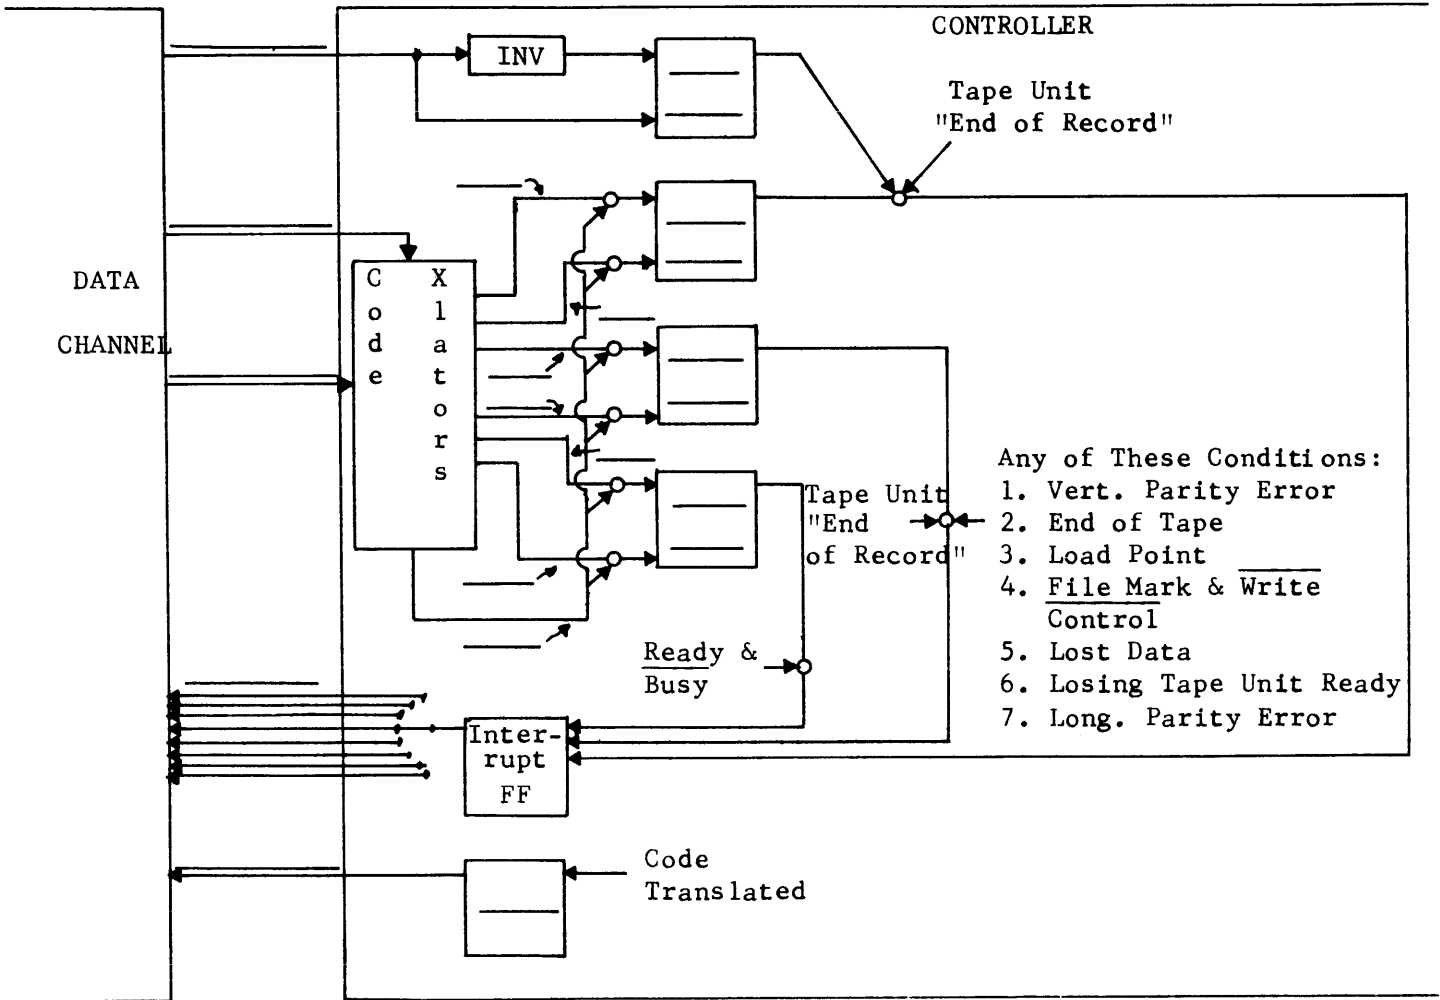 CONTROLLER
INV
Tape Unit
"End of Record"
DATA
CHANNEL
Code
Xlators
Any of These Conditions:
1. Vert. Parity Error
2. End of Tape
3. Load Point
4. File Mark & Write
Control
5. Lost Data
6. Losing Tape Unit Ready
7. Long. Parity Error
Tape Unit
"End
of Record"
Ready &
Busy
Inter-
rupt
FF
Code
Translated